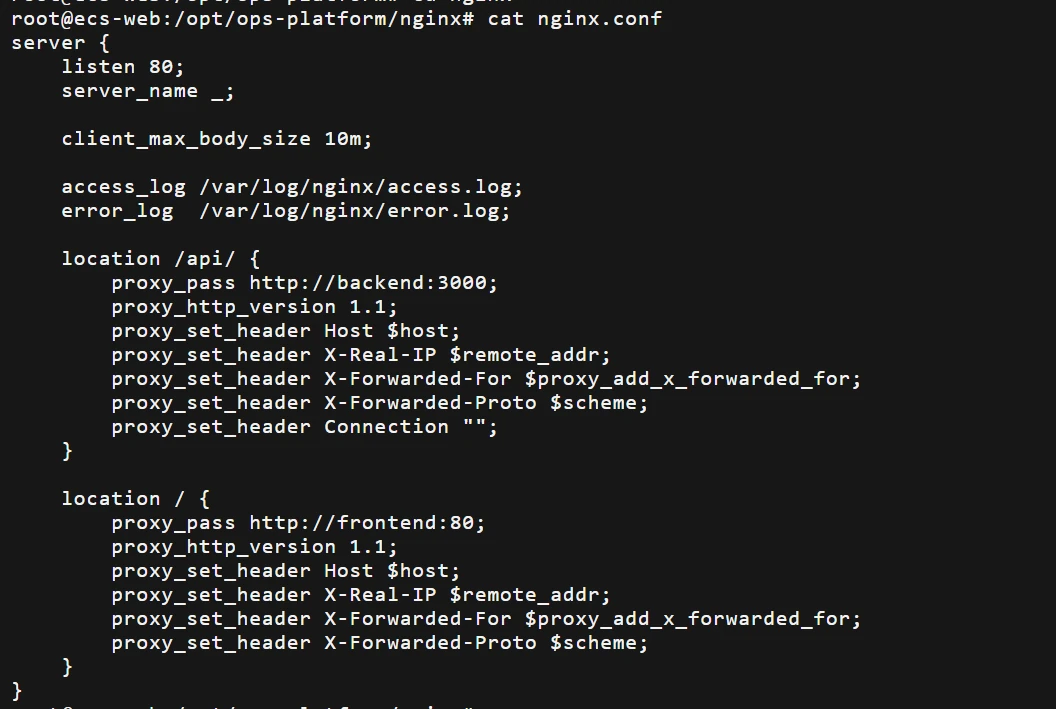 root@ecs-web:/opt/ops-platform/nginx# cat nginx.conf
server {
    listen 80;
    server_name _;

    client_max_body_size 10m;

    access_log /var/log/nginx/access.log;
    error_log  /var/log/nginx/error.log;

    location /api/ {
        proxy_pass http://backend:3000;
        proxy_http_version 1.1;
        proxy_set_header Host $host;
        proxy_set_header X-Real-IP $remote_addr;
        proxy_set_header X-Forwarded-For $proxy_add_x_forwarded_for;
        proxy_set_header X-Forwarded-Proto $scheme;
        proxy_set_header Connection "";
    }

    location / {
        proxy_pass http://frontend:80;
        proxy_http_version 1.1;
        proxy_set_header Host $host;
        proxy_set_header X-Real-IP $remote_addr;
        proxy_set_header X-Forwarded-For $proxy_add_x_forwarded_for;
        proxy_set_header X-Forwarded-Proto $scheme;
    }
}